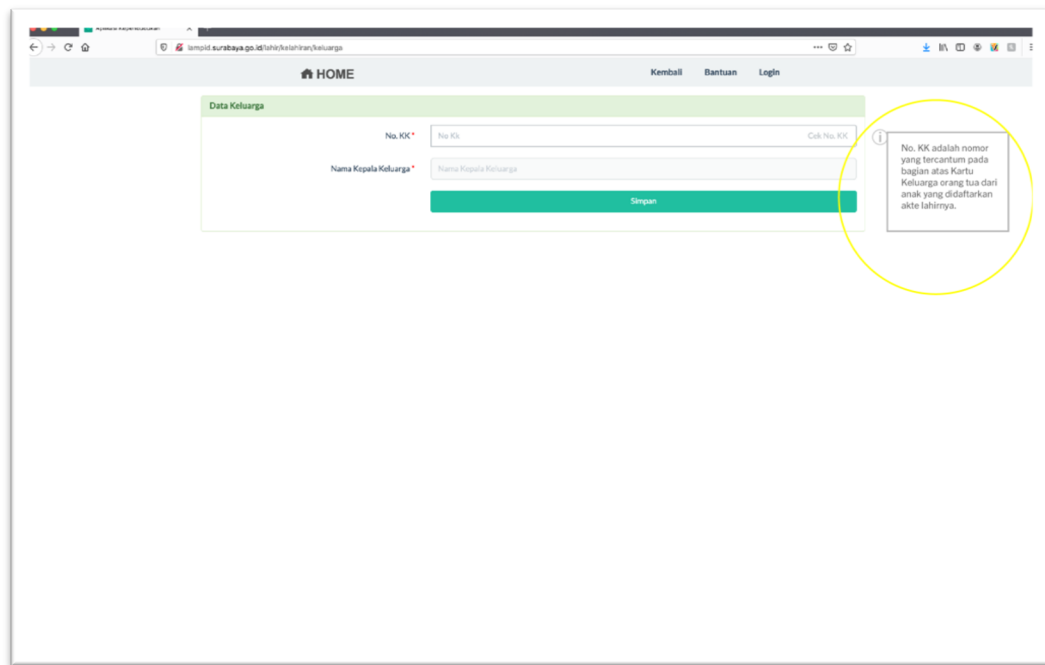 lampid.surabaya.go.id/lahir/kelahiran/keluarga
HOME
Kembali
Bantuan
Login
Data Keluarga
No. KK *
No Kk
Cek No. KK
Nama Kepala Keluarga *
Nama Kepala Keluarga
Simpan
No. KK adalah nomor
yang tercantum pada
bagian atas Kartu
Keluarga orang tua dari
anak yang didaftarkan
akte lahirnya.